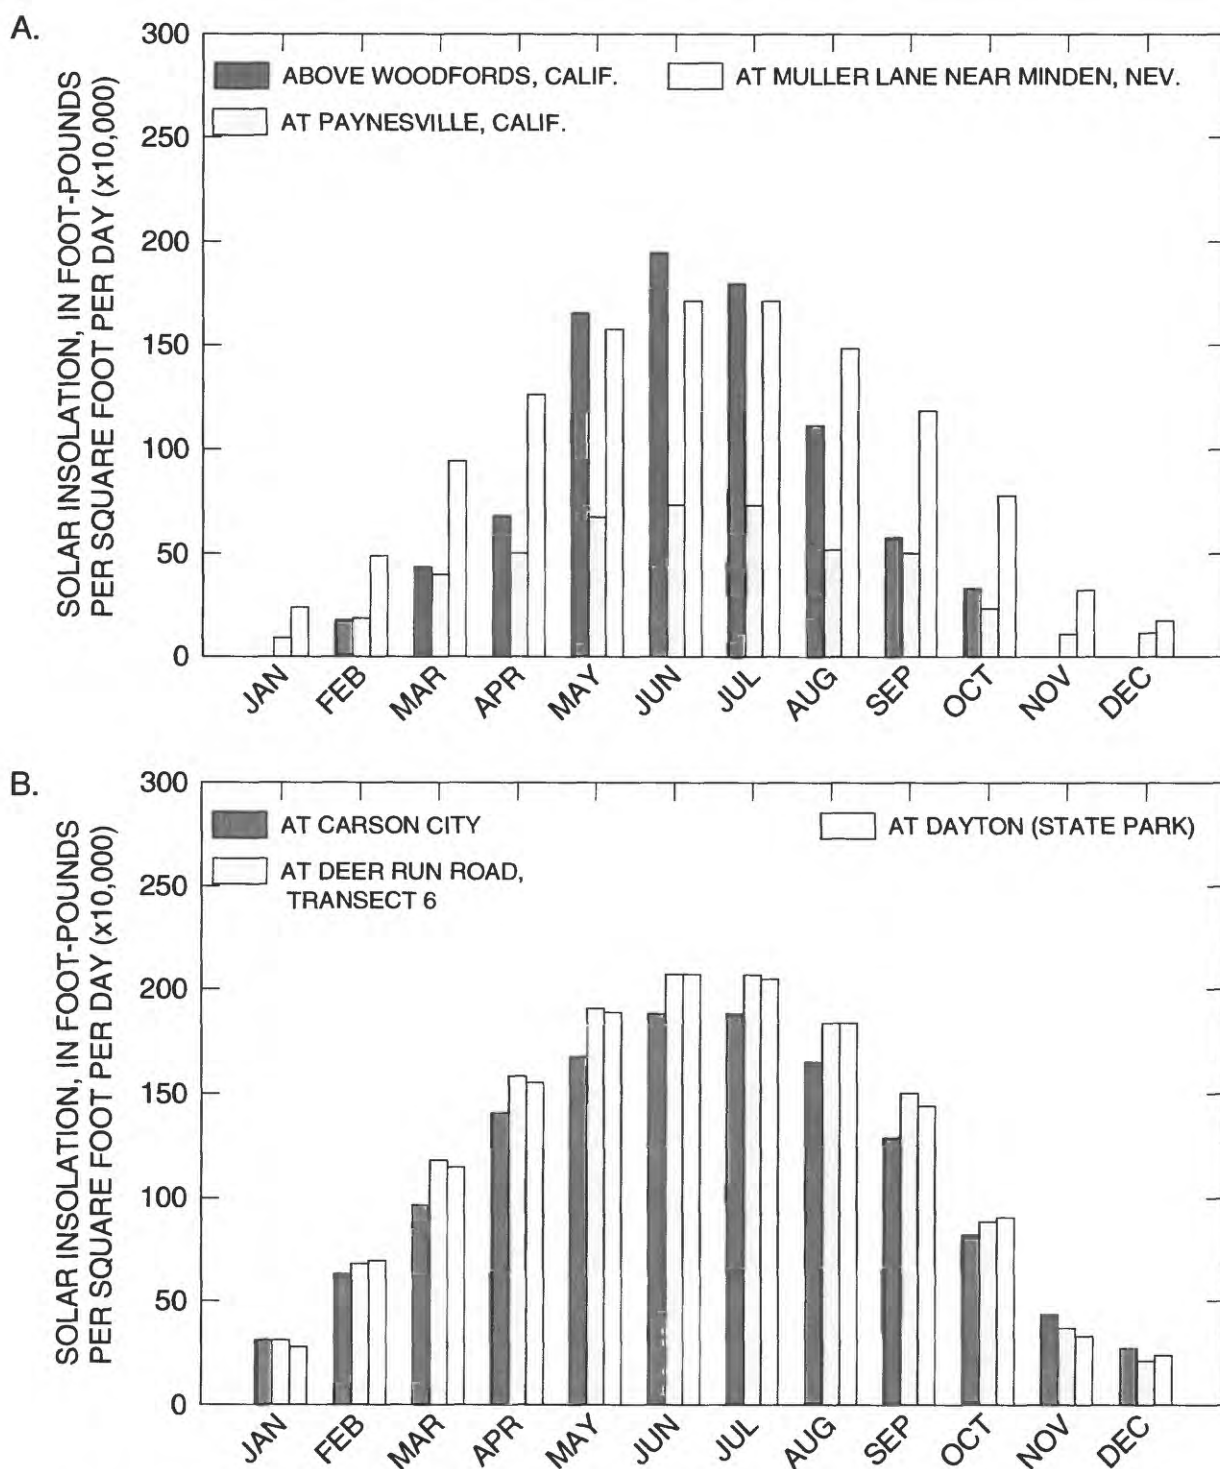 A.
SOLAR INSOLATION, IN FOOT-POUNDS
PER SQUARE FOOT PER DAY (x10,000)
300
250
200
150
100
50
0
ABOVE WOODFORDS, CALIF.
AT MULLER LANE NEAR MINDEN, NEV.
AT PAYNESVILLE, CALIF.
JAN
FEB
MAR
APR
MAY
JUN
JUL
AUG
SEP
OCT
NOV
DEC
B.
SOLAR INSOLATION, IN FOOT-POUNDS
PER SQUARE FOOT PER DAY (x10,000)
300
250
200
150
100
50
0
AT CARSON CITY
AT DAYTON (STATE PARK)
AT DEER RUN ROAD,
TRANSECT 6
JAN
FEB
MAR
APR
MAY
JUN
JUL
AUG
SEP
OCT
NOV
DEC